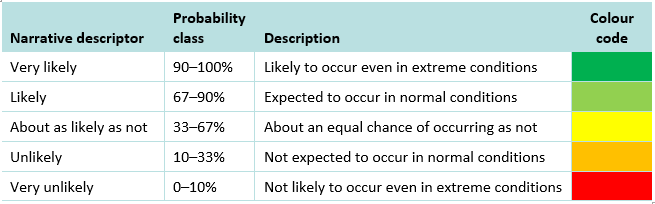 Narrative descriptor Probability class Description Colour code
Very likely 90–100% Likely to occur even in extreme conditions
Likely 67–90% Expected to occur in normal conditions
About as likely as not 33–67% About an equal chance of occurring as not
Unlikely 10–33% Not expected to occur in normal conditions
Very unlikely 0–10% Not likely to occur even in extreme conditions